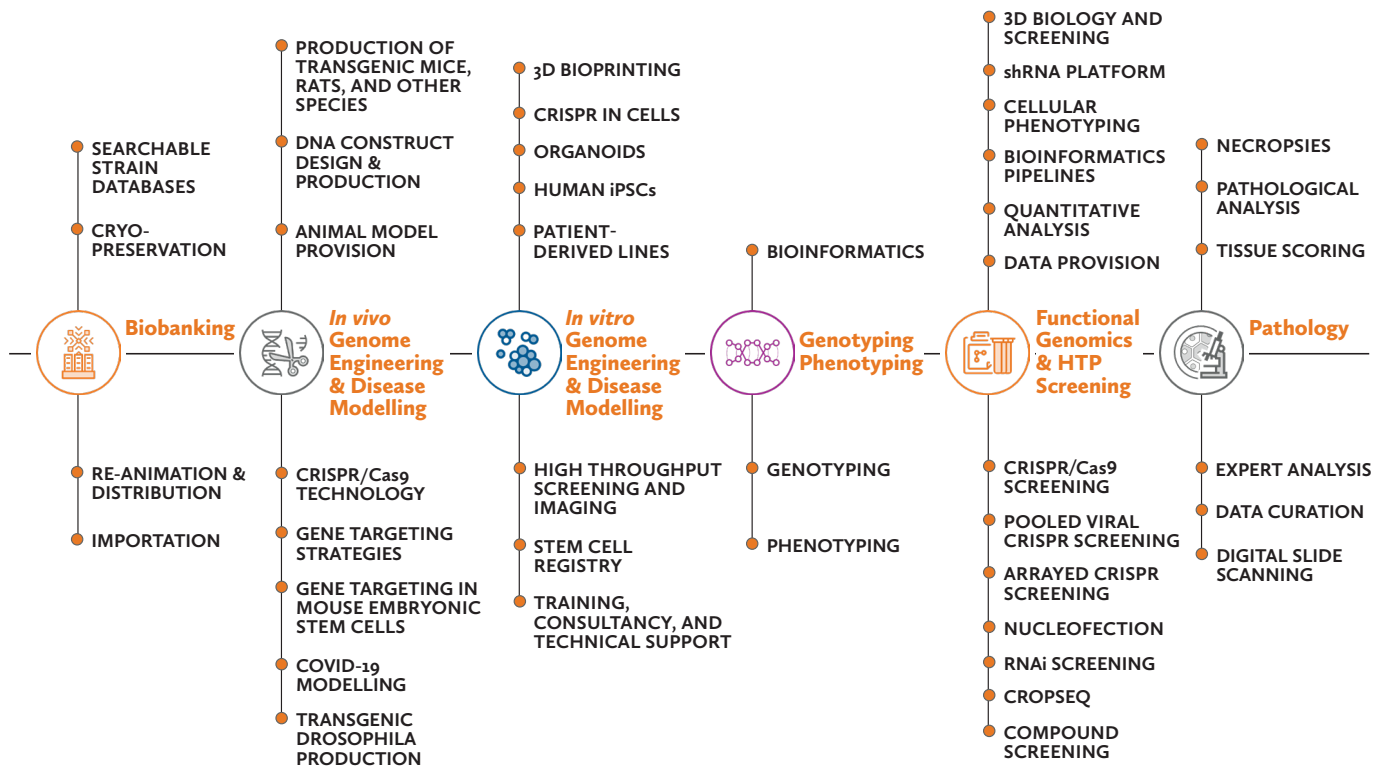 SEARCHABLE
STRAIN
DATABASES
CRYO-
PRESERVATION
Biobanking
RE-ANIMATION &
DISTRIBUTION
IMPORTATION
PRODUCTION OF
TRANSGENIC MICE,
RATS, AND OTHER
SPECIES
DNA CONSTRUCT
DESIGN &
PRODUCTION
ANIMAL MODEL
PROVISION
In vivo
Genome
Engineering
& Disease
Modelling
CRISPR/Cas9
TECHNOLOGY
GENE TARGETING
STRATEGIES
GENE TARGETING IN
MOUSE EMBRYONIC
STEM CELLS
COVID-19
MODELLING
TRANSGENIC
DROSOPHILA
PRODUCTION
3D BIOPRINTING
CRISPR IN CELLS
ORGANOIDS
HUMAN iPSCs
PATIENT-
DERIVED LINES
In vitro
Genome
Engineering
& Disease
Modelling
HIGH THROUGHPUT
SCREENING AND
IMAGING
STEM CELL
REGISTRY
TRAINING,
CONSULTANCY, AND
TECHNICAL SUPPORT
BIOINFORMATICS
Genotyping
Phenotyping
GENOTYPING
PHENOTYPING
3D BIOLOGY AND
SCREENING
shRNA PLATFORM
CELLULAR
PHENOTYPING
BIOINFORMATICS
PIPELINES
QUANTITATIVE
ANALYSIS
DATA PROVISION
Functional
Genomics
& HTP
Screening
CRISPR/Cas9
SCREENING
POOLED VIRAL
CRISPR SCREENING
ARRAYED CRISPR
SCREENING
NUCLEOFECTION
RNAi SCREENING
CROPSEQ
COMPOUND
SCREENING
NECROPSIES
PATHOLOGICAL
ANALYSIS
TISSUE SCORING
Pathology
EXPERT ANALYSIS
DATA CURATION
DIGITAL SLIDE
SCANNING